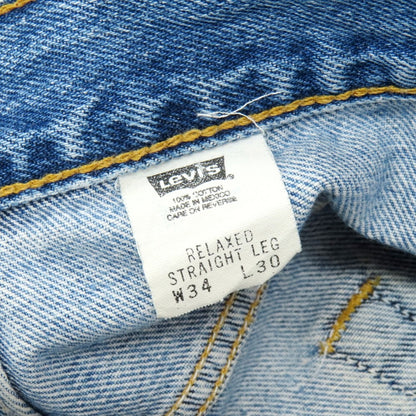 Levi's
100% COTTON
MADE IN MEXICO
CARE ON REVERSE
RELAXED
STRAIGHT LEG
W34 L30